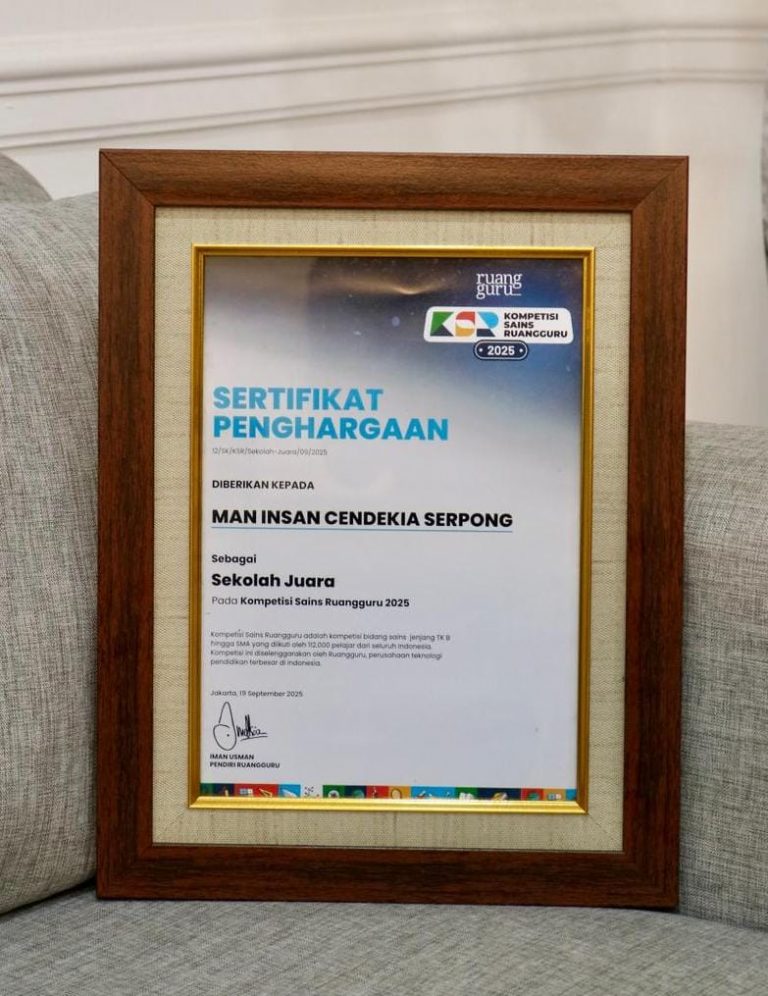 ruang
guru
KSR KOMPETISI
SAINS
RUANGGURU
• 2025 •
SERTIFIKAT
PENGHARGAAN
12/SK/KSR/Sekolah-Juara/09/2025
DIBERIKAN KEPADA
MAN INSAN CENDEKIA SERPONG
Sebagai
Sekolah Juara
Pada Kompetisi Sains Ruangguru 2025
Kompetisi Sains Ruangguru adalah kompetisi bidang sains jenjang TK B
hingga SMA yang diikuti oleh 112.000 pelajar dari seluruh Indonesia.
Kompetisi ini diselenggarakan oleh Ruangguru, perusahaan teknologi
pendidikan terbesar di Indonesia.
Jakarta, 19 September 2025
IMAN USMAN
PENDIRI RUANGGURU